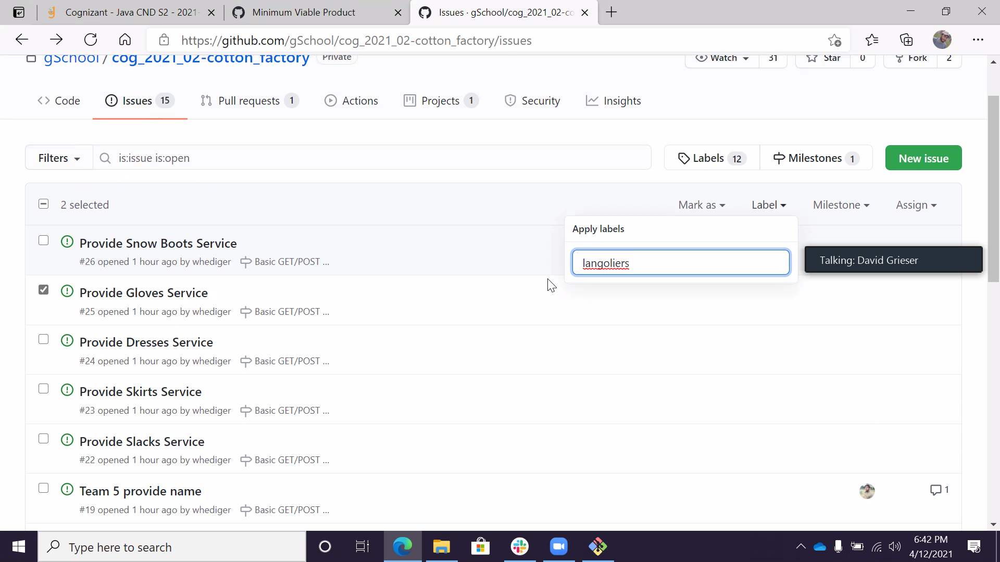 Cognizant - Java CND S2 - 2021-
Minimum Viable Product
Issues · gSchool/cog_2021_02-co
https://github.com/gSchool/cog_2021_02-cotton_factory/issues
gSchool / cog_2021_02-cotton_factory Private
Watch 31 Star 0 Fork 2
Code Issues 15 Pull requests 1 Actions Projects 1 Security Insights
Filters is:issue is:open Labels 12 Milestones 1 New issue
2 selected Mark as Label Milestone Assign
Apply labels
langoliers
Talking: David Grieser
Provide Snow Boots Service
#26 opened 1 hour ago by whediger Basic GET/POST ...
Provide Gloves Service
#25 opened 1 hour ago by whediger Basic GET/POST ...
Provide Dresses Service
#24 opened 1 hour ago by whediger Basic GET/POST ...
Provide Skirts Service
#23 opened 1 hour ago by whediger Basic GET/POST ...
Provide Slacks Service
#22 opened 1 hour ago by whediger Basic GET/POST ...
Team 5 provide name 1
#19 opened 1 hour ago by whediger Basic GET/POST ...
Type here to search
6:42 PM
4/12/2021